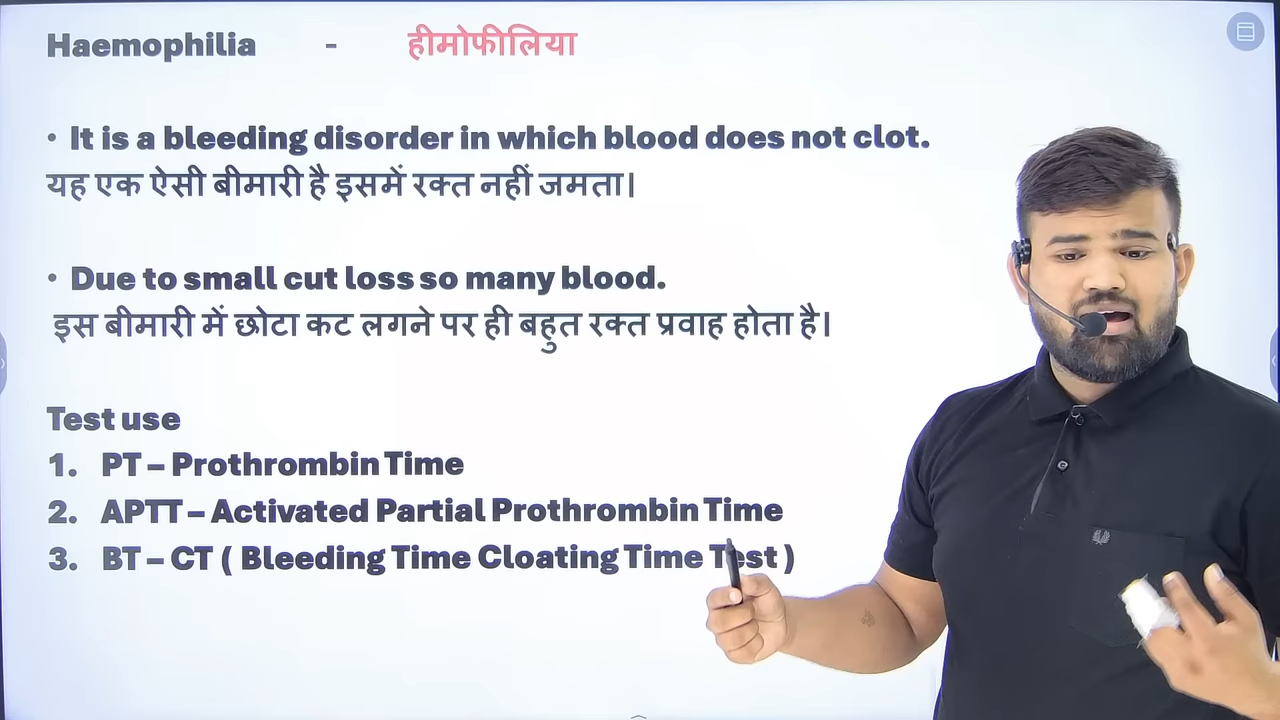 Haemophilia - हीमोफीलिया
• It is a bleeding disorder in which blood does not clot.
यह एक ऐसी बीमारी है इसमें रक्त नहीं जमता।
• Due to small cut loss so many blood.
इस बीमारी में छोटा कट लगने पर ही बहुत रक्त प्रवाह होता है।
Test use
1. PT – Prothrombin Time
2. APTT – Activated Partial Prothrombin Time
3. BT – CT ( Bleeding Time Cloating Time Test )